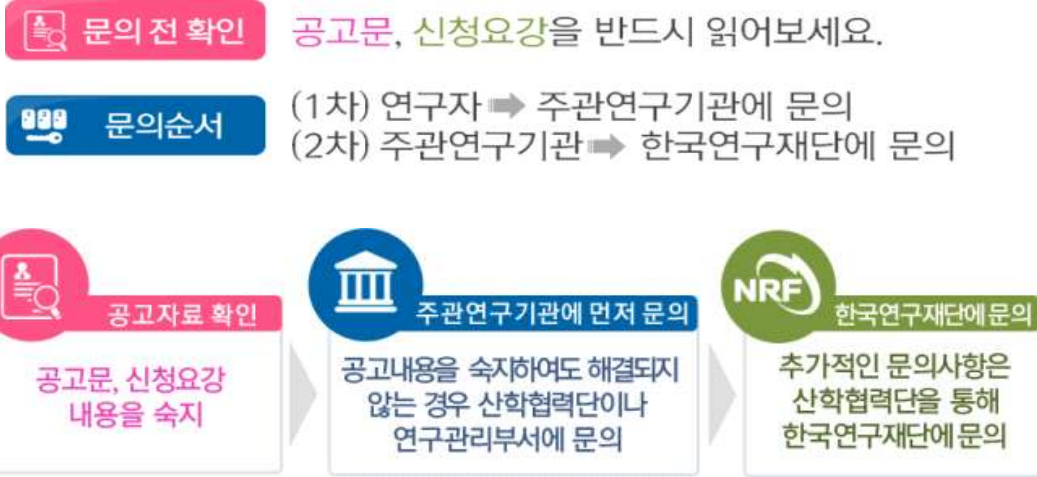 문의 전 확인
공고문, 신청요강을 반드시 읽어보세요.
문의순서
(1차) 연구자 ➡ 주관연구기관에 문의
(2차) 주관연구기관 ➡ 한국연구재단에 문의
공고자료 확인
공고문, 신청요강
내용을 숙지
주관연구기관에 먼저 문의
공고내용을 숙지하여도 해결되지
않는 경우 산학협력단이나
연구관리부서에 문의
NRF
한국연구재단에 문의
추가적인 문의사항은
산학협력단을 통해
한국연구재단에 문의